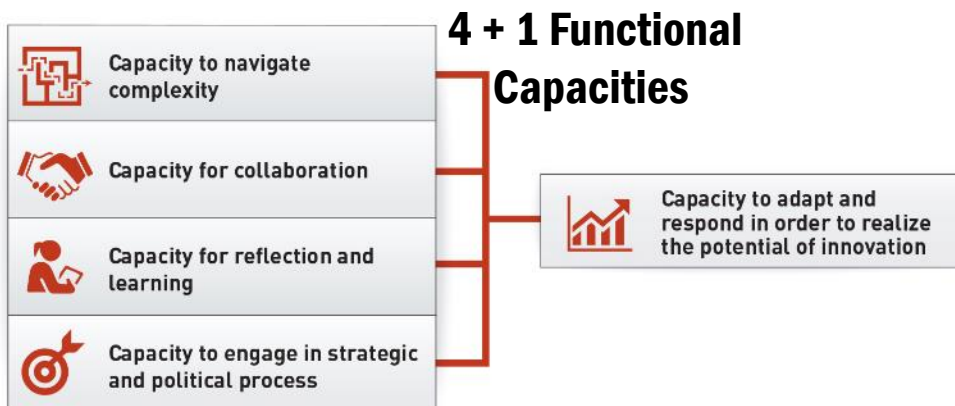 4 + 1 Functional
Capacities
Capacity to navigate
complexity
Capacity for collaboration
Capacity for reflection and
learning
Capacity to engage in strategic
and political process
Capacity to adapt and
respond in order to realize
the potential of innovation